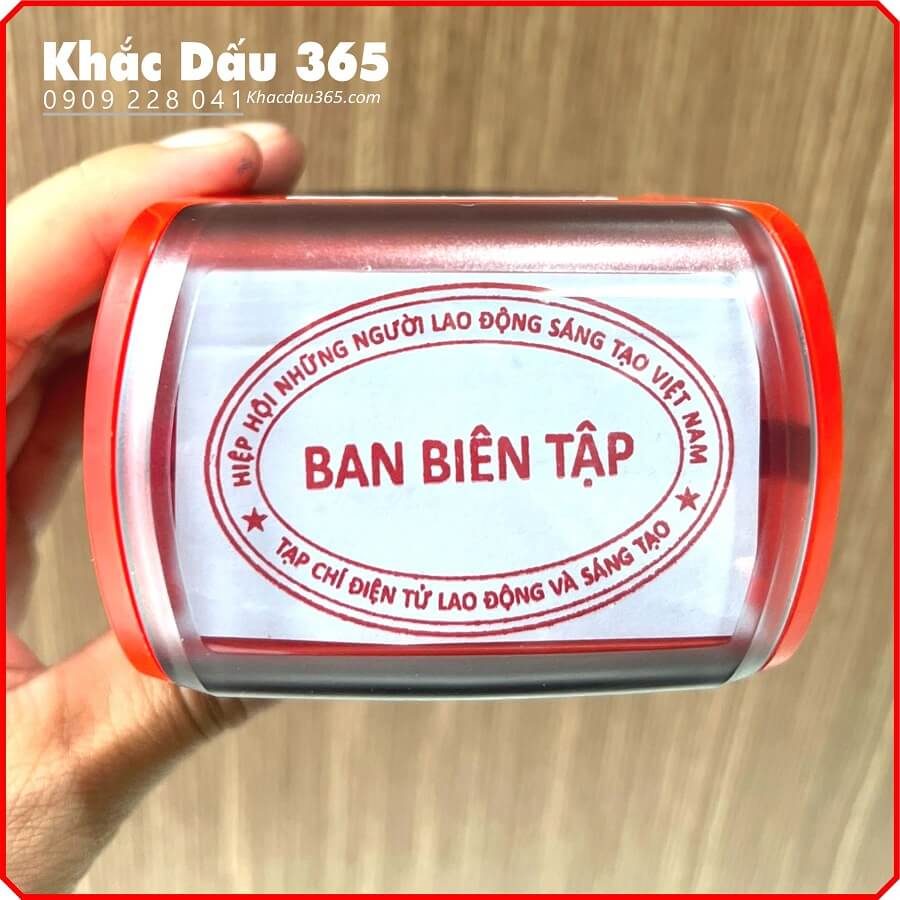 Khắc Dấu 365
0909 228 041 Khacdau365.com
HIỆP HỘI NHỮNG NGƯỜI LAO ĐỘNG SÁNG TẠO VIỆT NAM
BAN BIÊN TẬP
TẠP CHÍ ĐIỆN TỬ LAO ĐỘNG VÀ SÁNG TẠO